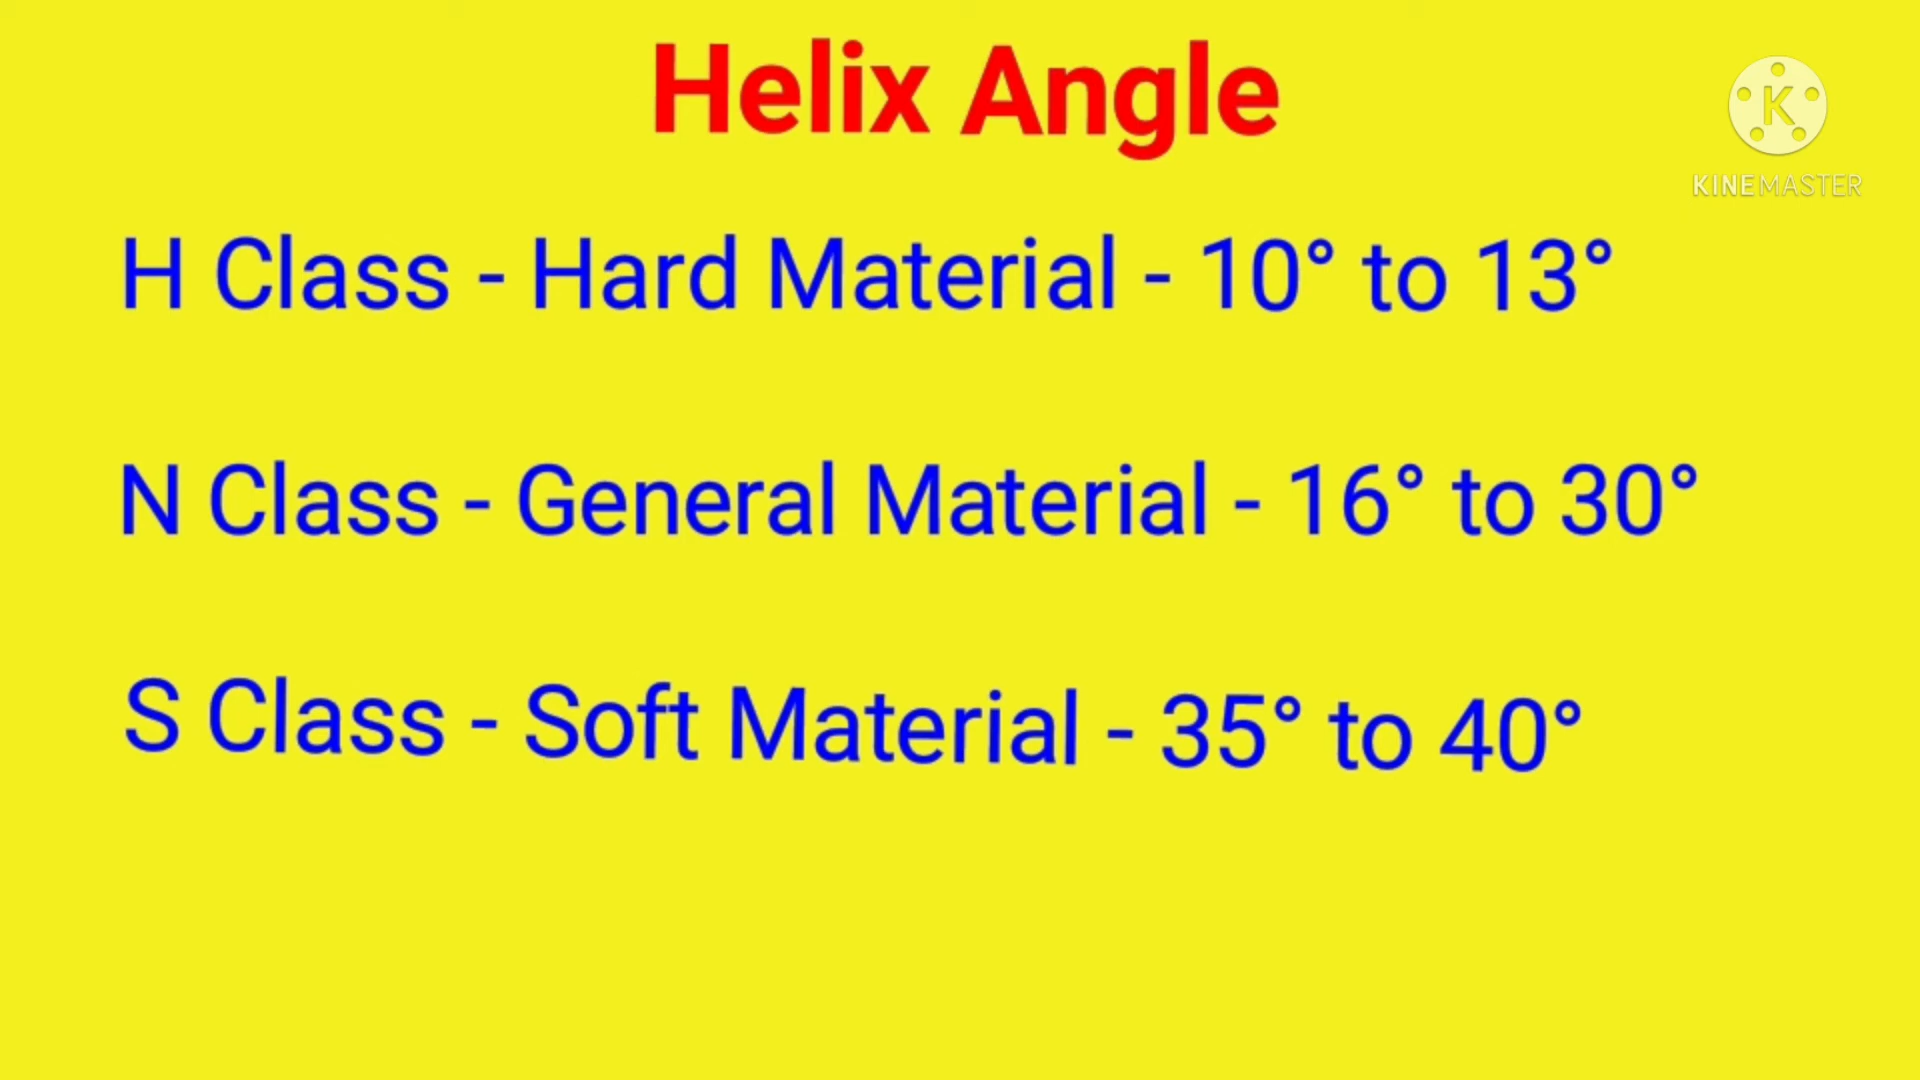 Helix Angle
K
KINEMASTER
H Class - Hard Material - 10° to 13°
N Class - General Material - 16° to 30°
S Class - Soft Material - 35° to 40°